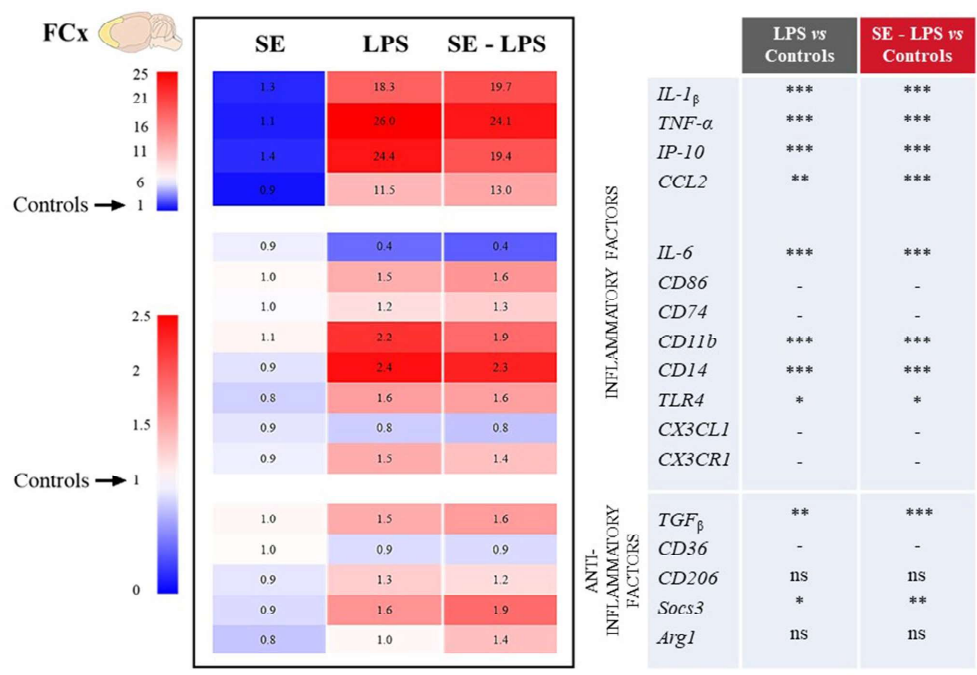 FCx
SE LPS SE - LPS
LPS vs Controls
SE - LPS vs Controls
25
21
16
11
6
Controls 1
1.3 18.3 19.7
1.1 26.0 24.1
1.4 24.4 19.4
0.9 11.5 13.0
INFLAMMATORY FACTORS
IL-1β *** ***
TNF-α *** ***
IP-10 *** ***
CCL2 ** ***
2.5
2
1.5
Controls 1
0
0.9 0.4 0.4
1.0 1.5 1.6
1.0 1.2 1.3
1.1 2.2 1.9
0.9 2.4 2.3
0.8 1.6 1.6
0.9 0.8 0.8
0.9 1.5 1.4
IL-6 *** ***
CD86 - -
CD74 - -
CD11b *** ***
CD14 *** ***
TLR4 * *
CX3CL1 - -
CX3CR1 - -
1.0 1.5 1.6
1.0 0.9 0.9
0.9 1.3 1.2
0.9 1.6 1.9
0.8 1.0 1.4
ANTI-
INFLAMMATORY
FACTORS
TGFβ ** ***
CD36 - -
CD206 ns ns
Socs3 * **
Arg1 ns ns